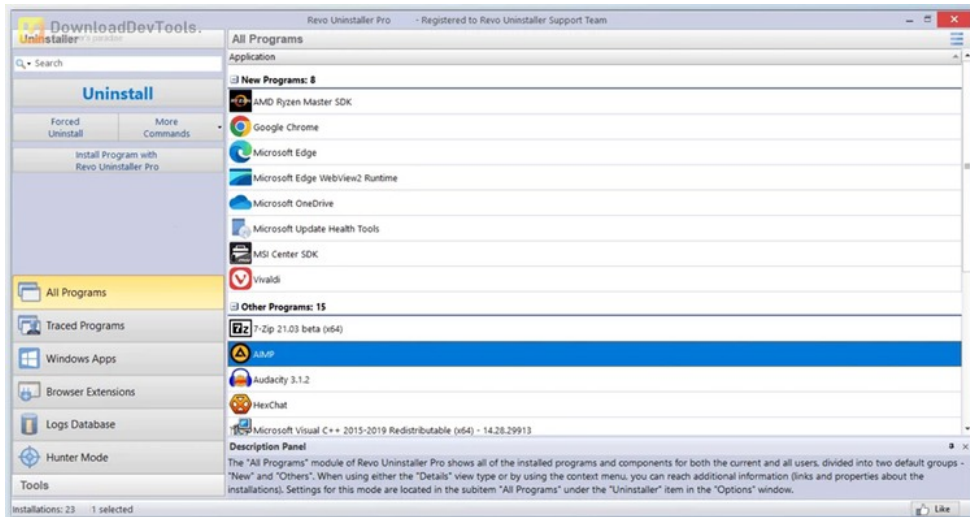 Revo Uninstaller Pro - Registered to Revo Uninstaller Support Team
DownloadDevTools.
Uninstaller
All Programs
Search
Application
Uninstall
Forced Uninstall
More Commands
Install Program with
Revo Uninstaller Pro
All Programs
Traced Programs
Windows Apps
Browser Extensions
Logs Database
Hunter Mode
Tools
New Programs: 8
AMD Ryzen Master SDK
Google Chrome
Microsoft Edge
Microsoft Edge WebView2 Runtime
Microsoft OneDrive
Microsoft Update Health Tools
MSI Center SDK
Vivaldi
Other Programs: 15
7-Zip 21.03 beta (x64)
AIMP
Audacity 3.1.2
HexChat
Microsoft Visual C++ 2015-2019 Redistributable (x64) - 14.28.29913
Description Panel
The "All Programs" module of Revo Uninstaller Pro shows all of the installed programs and components for both the current and all users, divided into two default groups -
"New" and "Others". When using either the "Details" view type or by using the context menu, you can reach additional information (links and properties about the
installations). Settings for this mode are located in the subitem "All Programs" under the "Uninstaller" item in the "Options" window.
Installations: 23 1 selected
Like